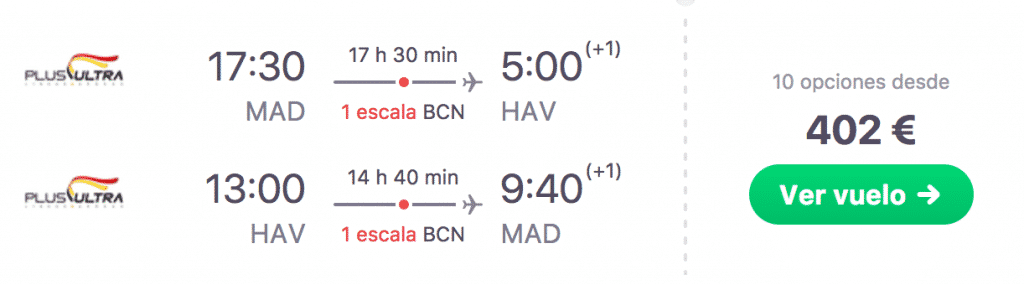 PLUS ULTRA
17:30
17 h 30 min
5:00 (+1)
MAD
1 escala BCN
HAV
PLUS ULTRA
13:00
14 h 40 min
9:40 (+1)
HAV
1 escala BCN
MAD
10 opciones desde
402 €
Ver vuelo →